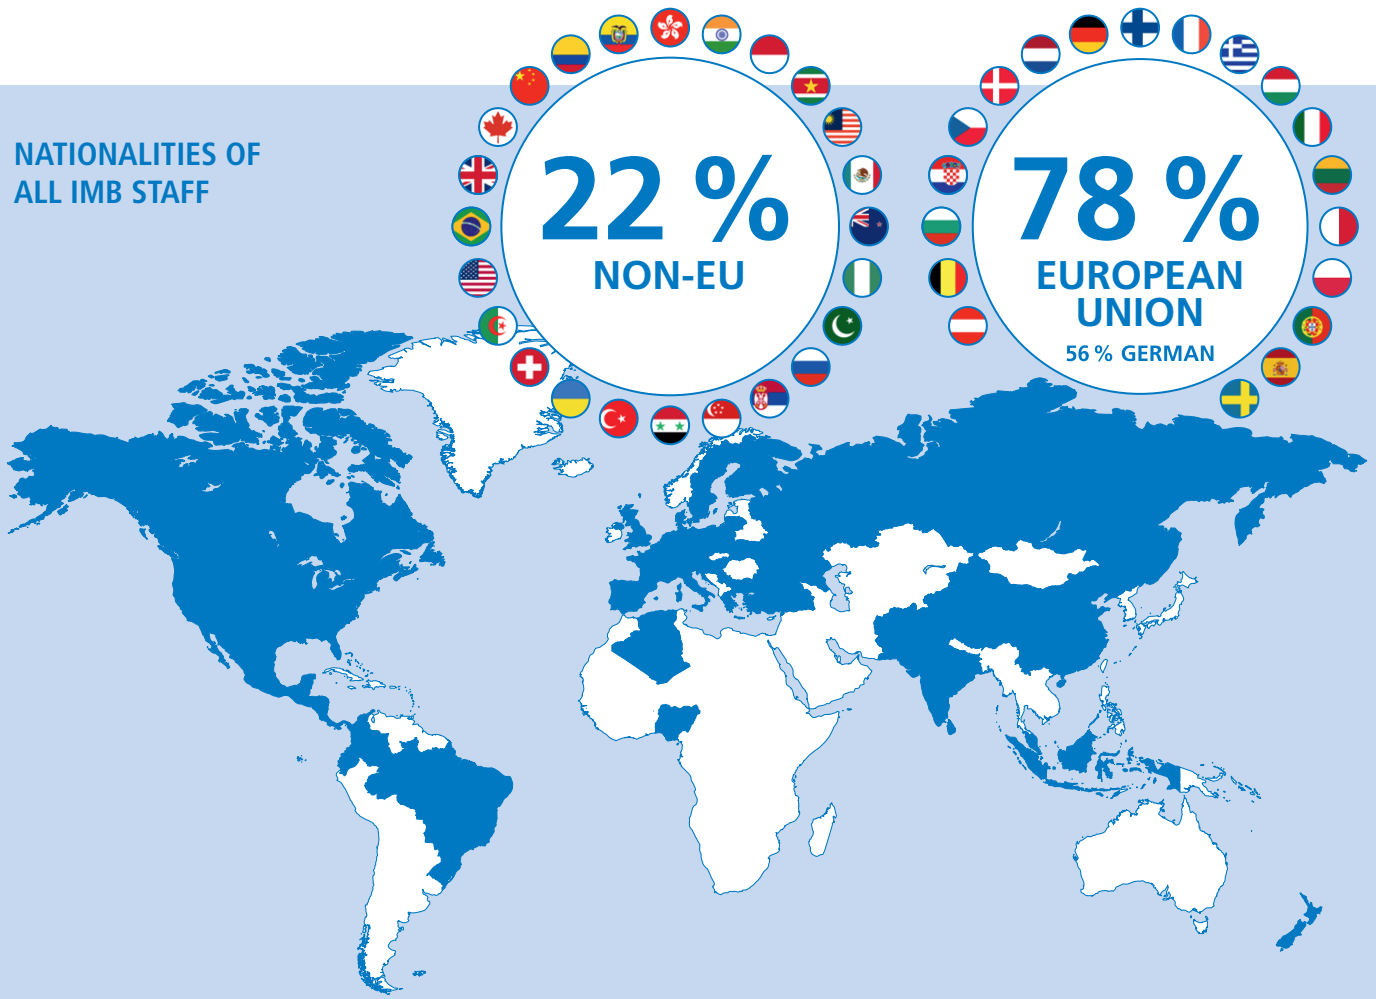 NATIONALITIES OF
ALL IMB STAFF
22 %
NON-EU
78 %
EUROPEAN
UNION
56 % GERMAN